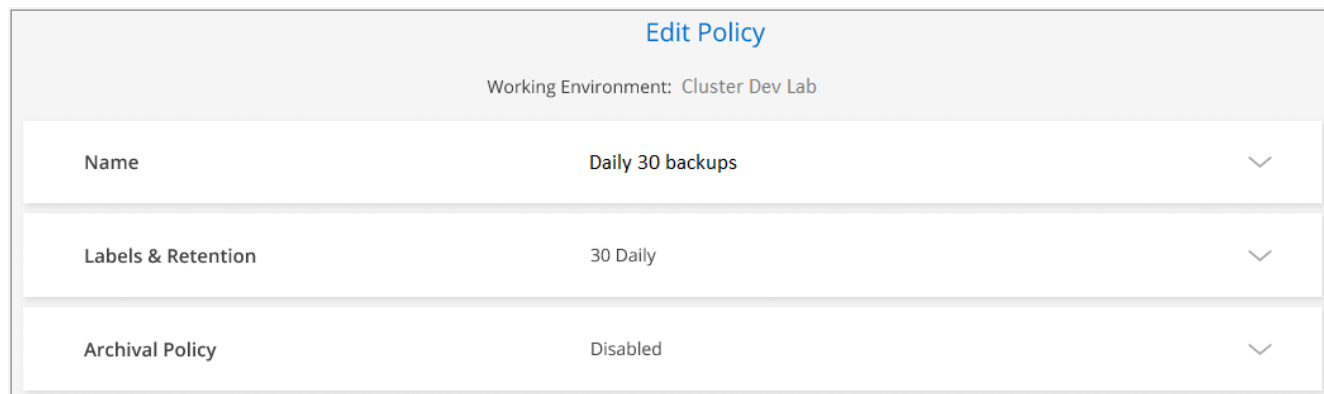 Edit Policy
Working Environment: Cluster Dev Lab
Name Daily 30 backups
Labels & Retention 30 Daily
Archival Policy Disabled